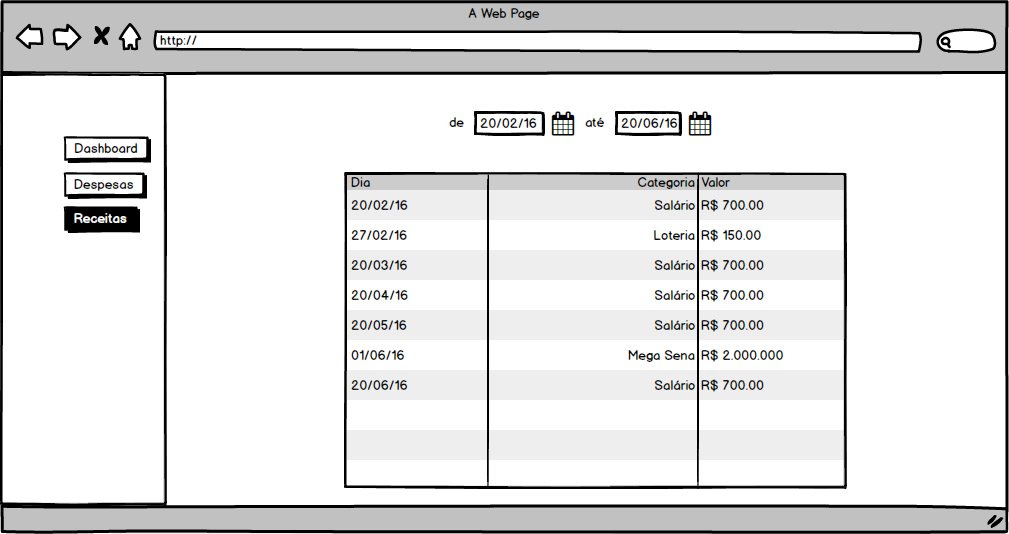 A Web Page
http://
de 20/02/16 até 20/06/16
Dashboard
Despesas
Receitas
Dia Categoria Valor
20/02/16 Salário R$ 700.00
27/02/16 Loteria R$ 150.00
20/03/16 Salário R$ 700.00
20/04/16 Salário R$ 700.00
20/05/16 Salário R$ 700.00
01/06/16 Mega Sena R$ 2.000.000
20/06/16 Salário R$ 700.00